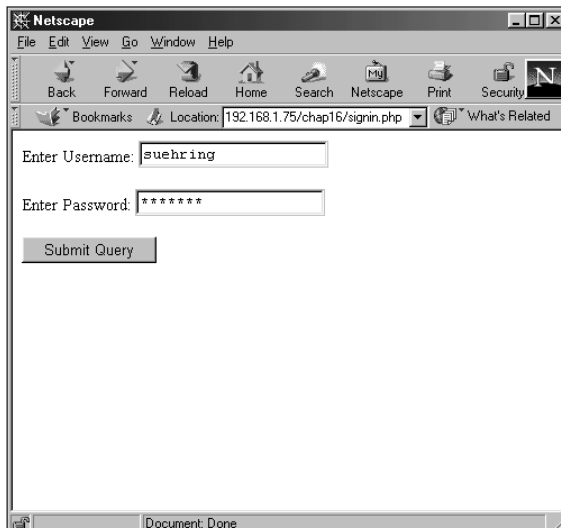 Netscape
File Edit View Go Window Help
Back Forward Reload Home Search Netscape Print Security N
My
Bookmarks Location: 192.168.1.75/chap16/signin.php What's Related
Enter Username: suehring
Enter Password: *******
Submit Query
Document: Done